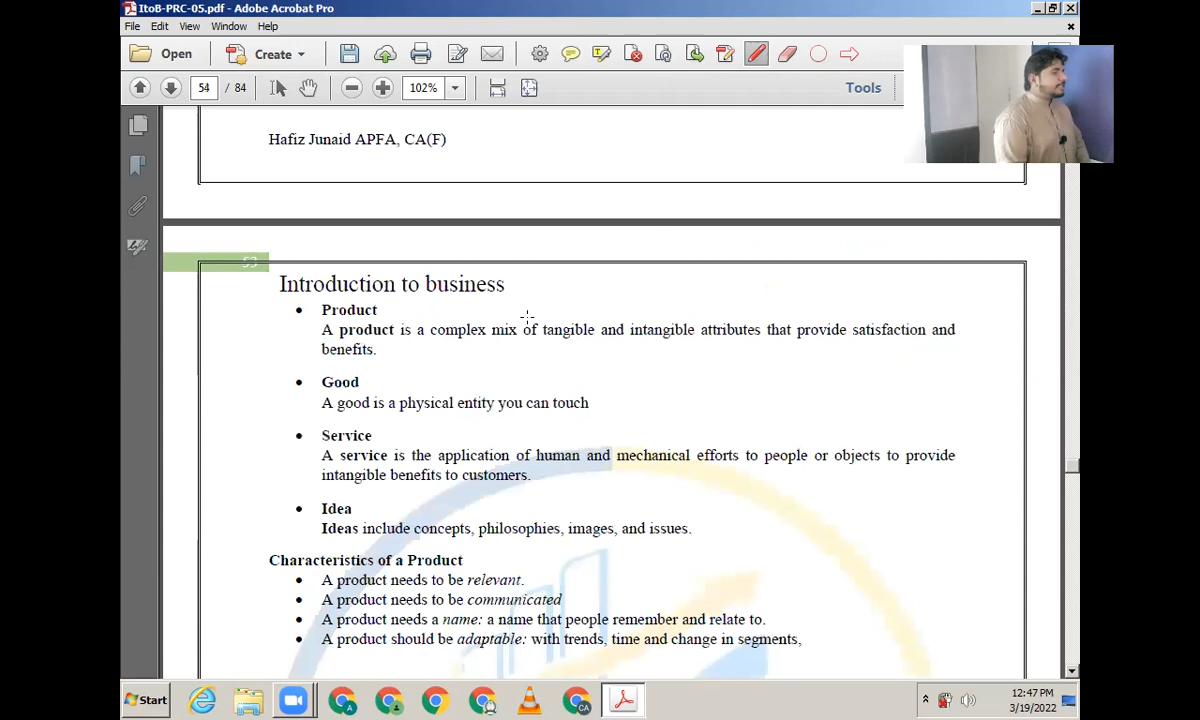 ItoB-PRC-05.pdf - Adobe Acrobat Pro
File Edit View Window Help
Open Create
54 / 84 102% Tools
Hafiz Junaid APFA, CA(F)
53
Introduction to business
• Product
A product is a complex mix of tangible and intangible attributes that provide satisfaction and
benefits.
• Good
A good is a physical entity you can touch
• Service
A service is the application of human and mechanical efforts to people or objects to provide
intangible benefits to customers.
• Idea
Ideas include concepts, philosophies, images, and issues.
Characteristics of a Product
• A product needs to be relevant.
• A product needs to be communicated
• A product needs a name: a name that people remember and relate to.
• A product should be adaptable: with trends, time and change in segments,
Start
12:47 PM
3/19/2022